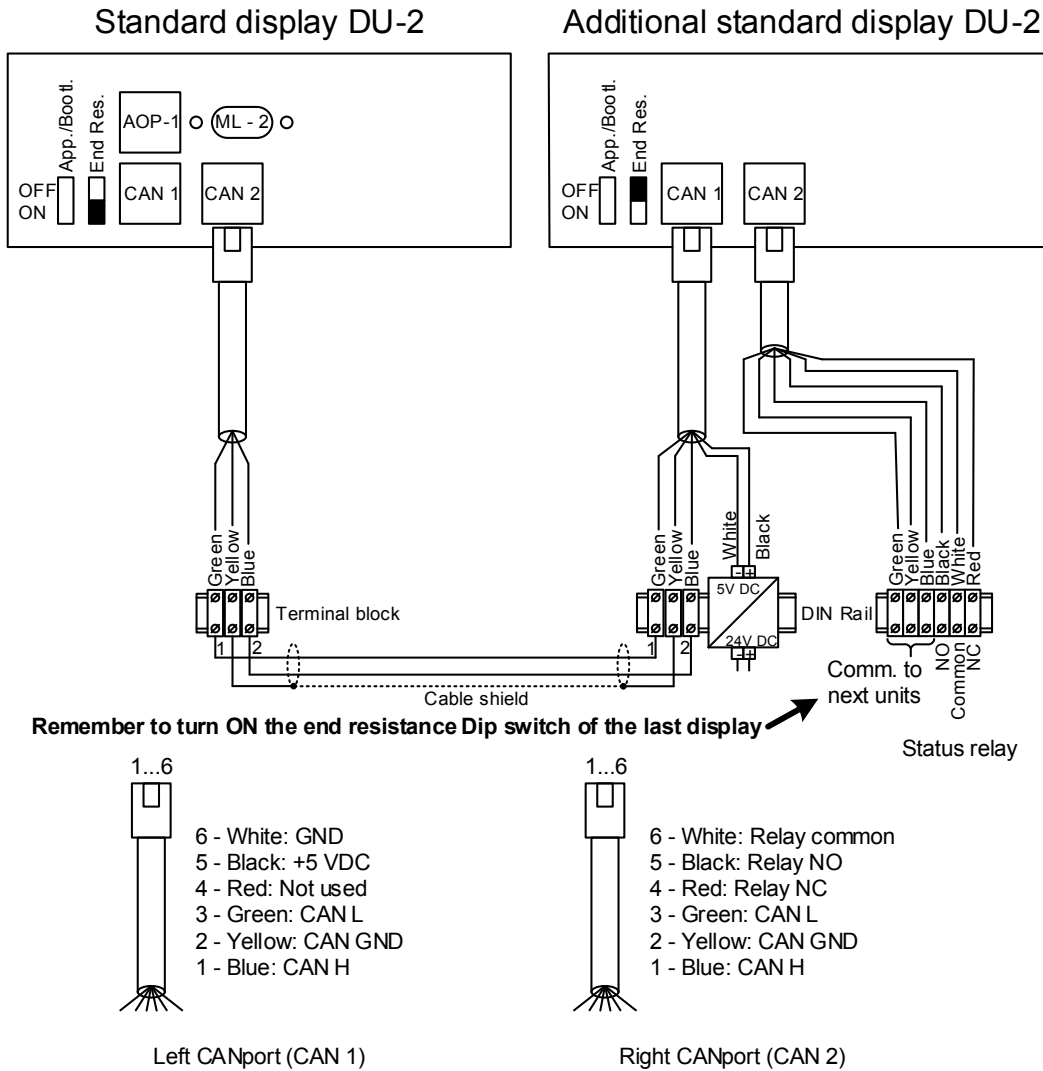 Standard display DU-2
Additional standard display DU-2
App./Bootl.
End Res.
AOP-1
ML - 2
OFF
ON
CAN 1
CAN 2
App./Bootl.
End Res.
OFF
ON
CAN 1
CAN 2
Green
Yellow
Blue
Terminal block
1
2
Green
Yellow
Blue
White
Black
- +
5V DC
24V DC
- +
1
2
DIN Rail
Green
Yellow
Blue
Black
White
Red
Comm. to
next units
NO
Common
NC
Cable shield
Remember to turn ON the end resistance Dip switch of the last display
Status relay
1...6
6 - White: GND
5 - Black: +5 VDC
4 - Red: Not used
3 - Green: CAN L
2 - Yellow: CAN GND
1 - Blue: CAN H
Left CANport (CAN 1)
1...6
6 - White: Relay common
5 - Black: Relay NO
4 - Red: Relay NC
3 - Green: CAN L
2 - Yellow: CAN GND
1 - Blue: CAN H
Right CANport (CAN 2)